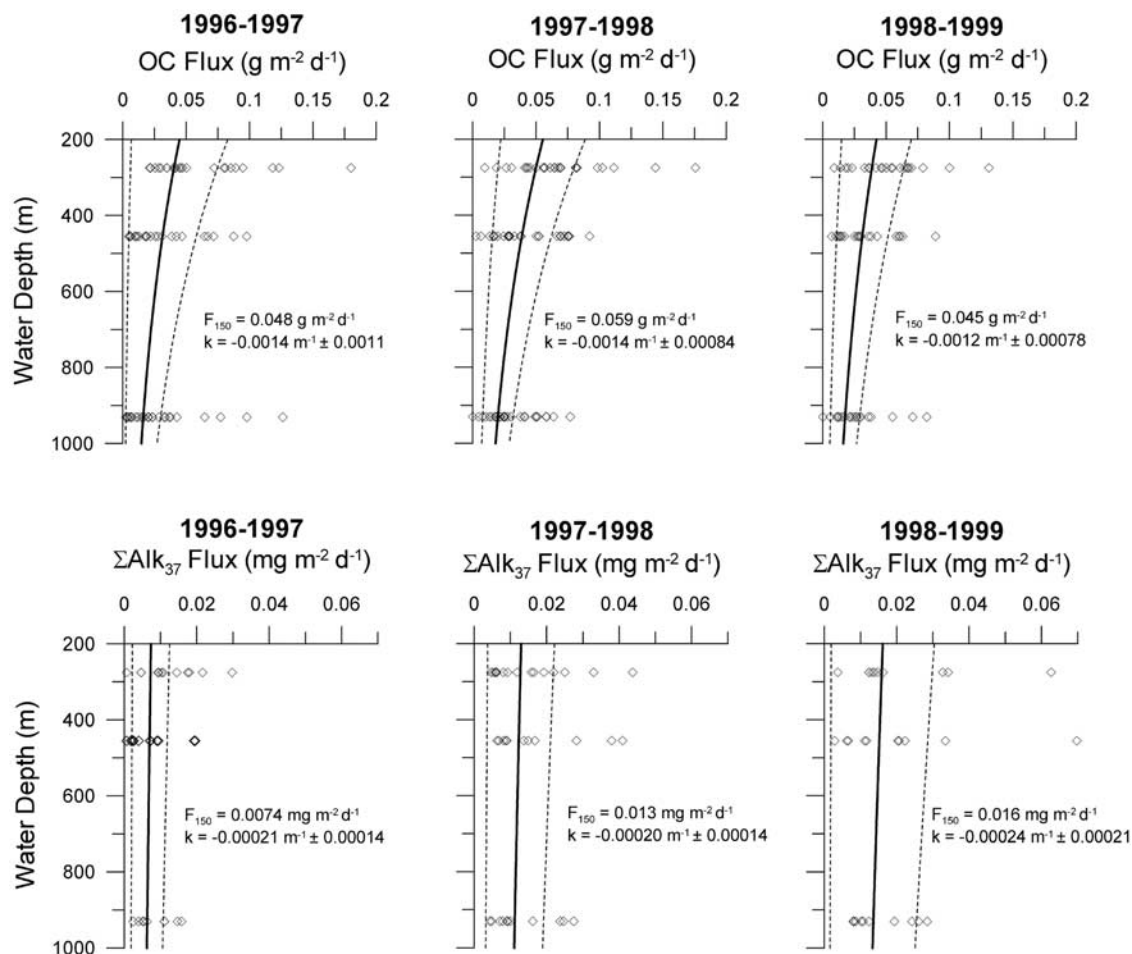 1996-1997
OC Flux (g m⁻² d⁻¹)
0 0.05 0.1 0.15 0.2
1997-1998
OC Flux (g m⁻² d⁻¹)
0 0.05 0.1 0.15 0.2
1998-1999
OC Flux (g m⁻² d⁻¹)
0 0.05 0.1 0.15 0.2
Water Depth (m)
200
400
600
800
1000
F₁₅₀ = 0.048 g m⁻² d⁻¹
k = -0.0014 m⁻¹ ± 0.0011
F₁₅₀ = 0.059 g m⁻² d⁻¹
k = -0.0014 m⁻¹ ± 0.00084
F₁₅₀ = 0.045 g m⁻² d⁻¹
k = -0.0012 m⁻¹ ± 0.00078
1996-1997
ΣAlk₃₇ Flux (mg m⁻² d⁻¹)
0 0.02 0.04 0.06
1997-1998
ΣAlk₃₇ Flux (mg m⁻² d⁻¹)
0 0.02 0.04 0.06
1998-1999
ΣAlk₃₇ Flux (mg m⁻² d⁻¹)
0 0.02 0.04 0.06
Water Depth (m)
200
400
600
800
1000
F₁₅₀ = 0.0074 mg m⁻² d⁻¹
k = -0.00021 m⁻¹ ± 0.00014
F₁₅₀ = 0.013 mg m⁻² d⁻¹
k = -0.00020 m⁻¹ ± 0.00014
F₁₅₀ = 0.016 mg m⁻² d⁻¹
k = -0.00024 m⁻¹ ± 0.00021